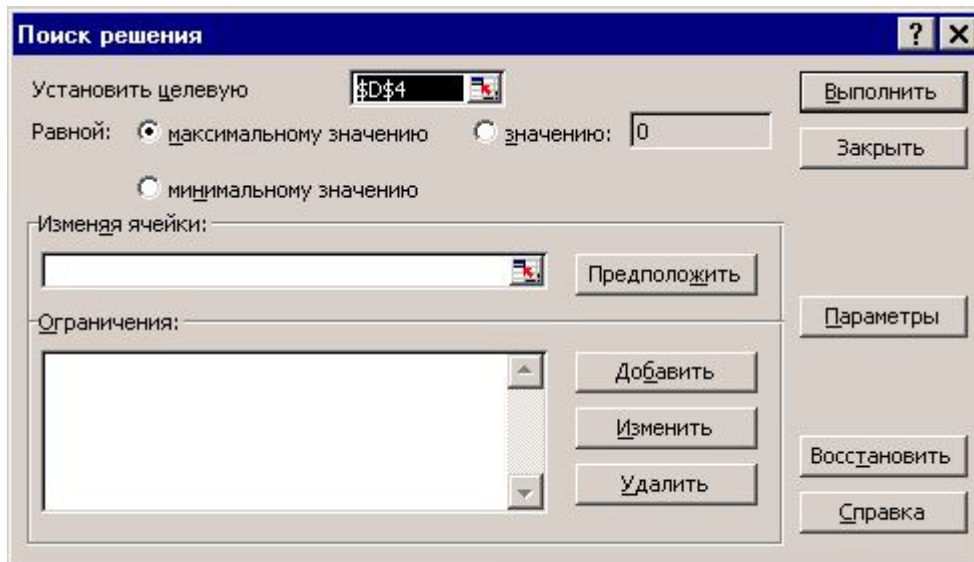 Поиск решения
Установить целевую $D$4 Выполнить
Равной: максимальному значению значению: 0 Закрыть
минимальному значению
Изменяя ячейки:
Предположить
Ограничения: Параметры
Добавить
Изменить
Восстановить
Удалить
Справка